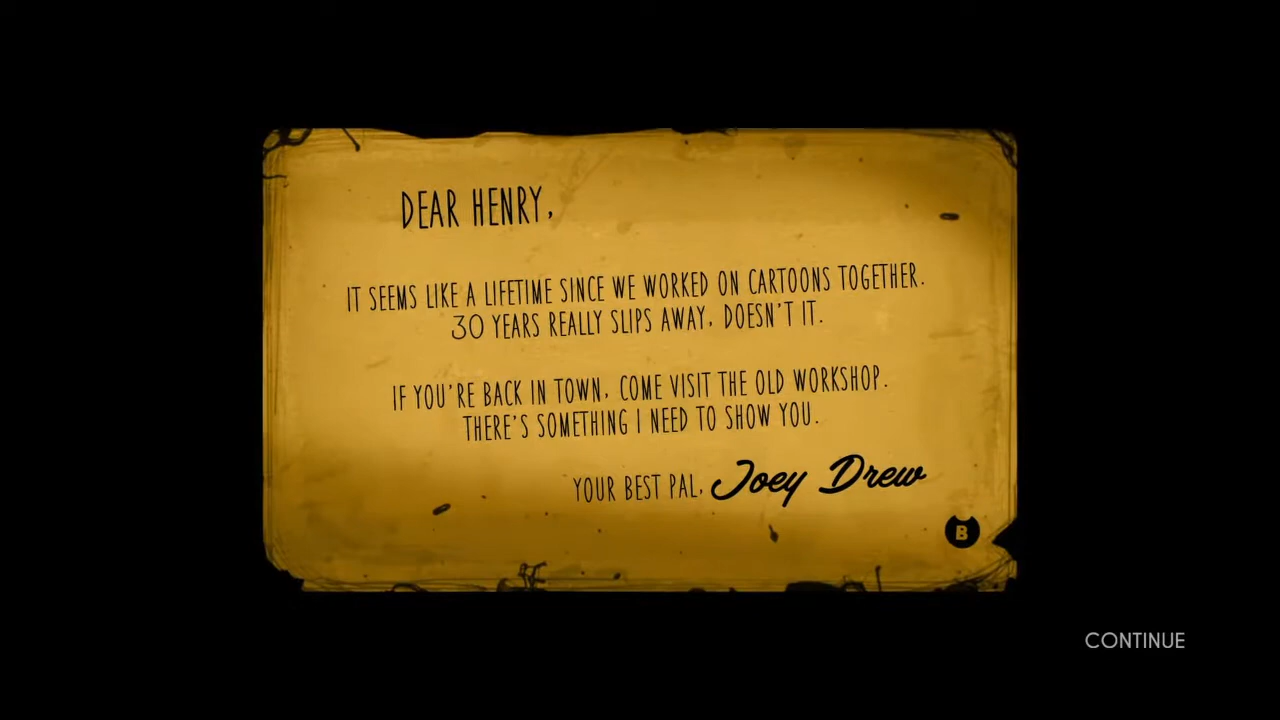 DEAR HENRY,
IT SEEMS LIKE A LIFETIME SINCE WE WORKED ON CARTOONS TOGETHER.
30 YEARS REALLY SLIPS AWAY, DOESN'T IT.
IF YOU'RE BACK IN TOWN, COME VISIT THE OLD WORKSHOP.
THERE'S SOMETHING I NEED TO SHOW YOU.
YOUR BEST PAL, Joey Drew
B
CONTINUE